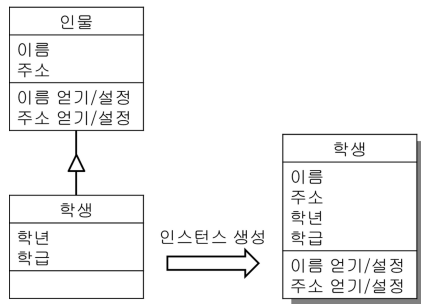 인물
이름
주소
이름 얻기/설정
주소 얻기/설정
학생
학년
학급
인스턴스 생성
학생
이름
주소
학년
학급
이름 얻기/설정
주소 얻기/설정